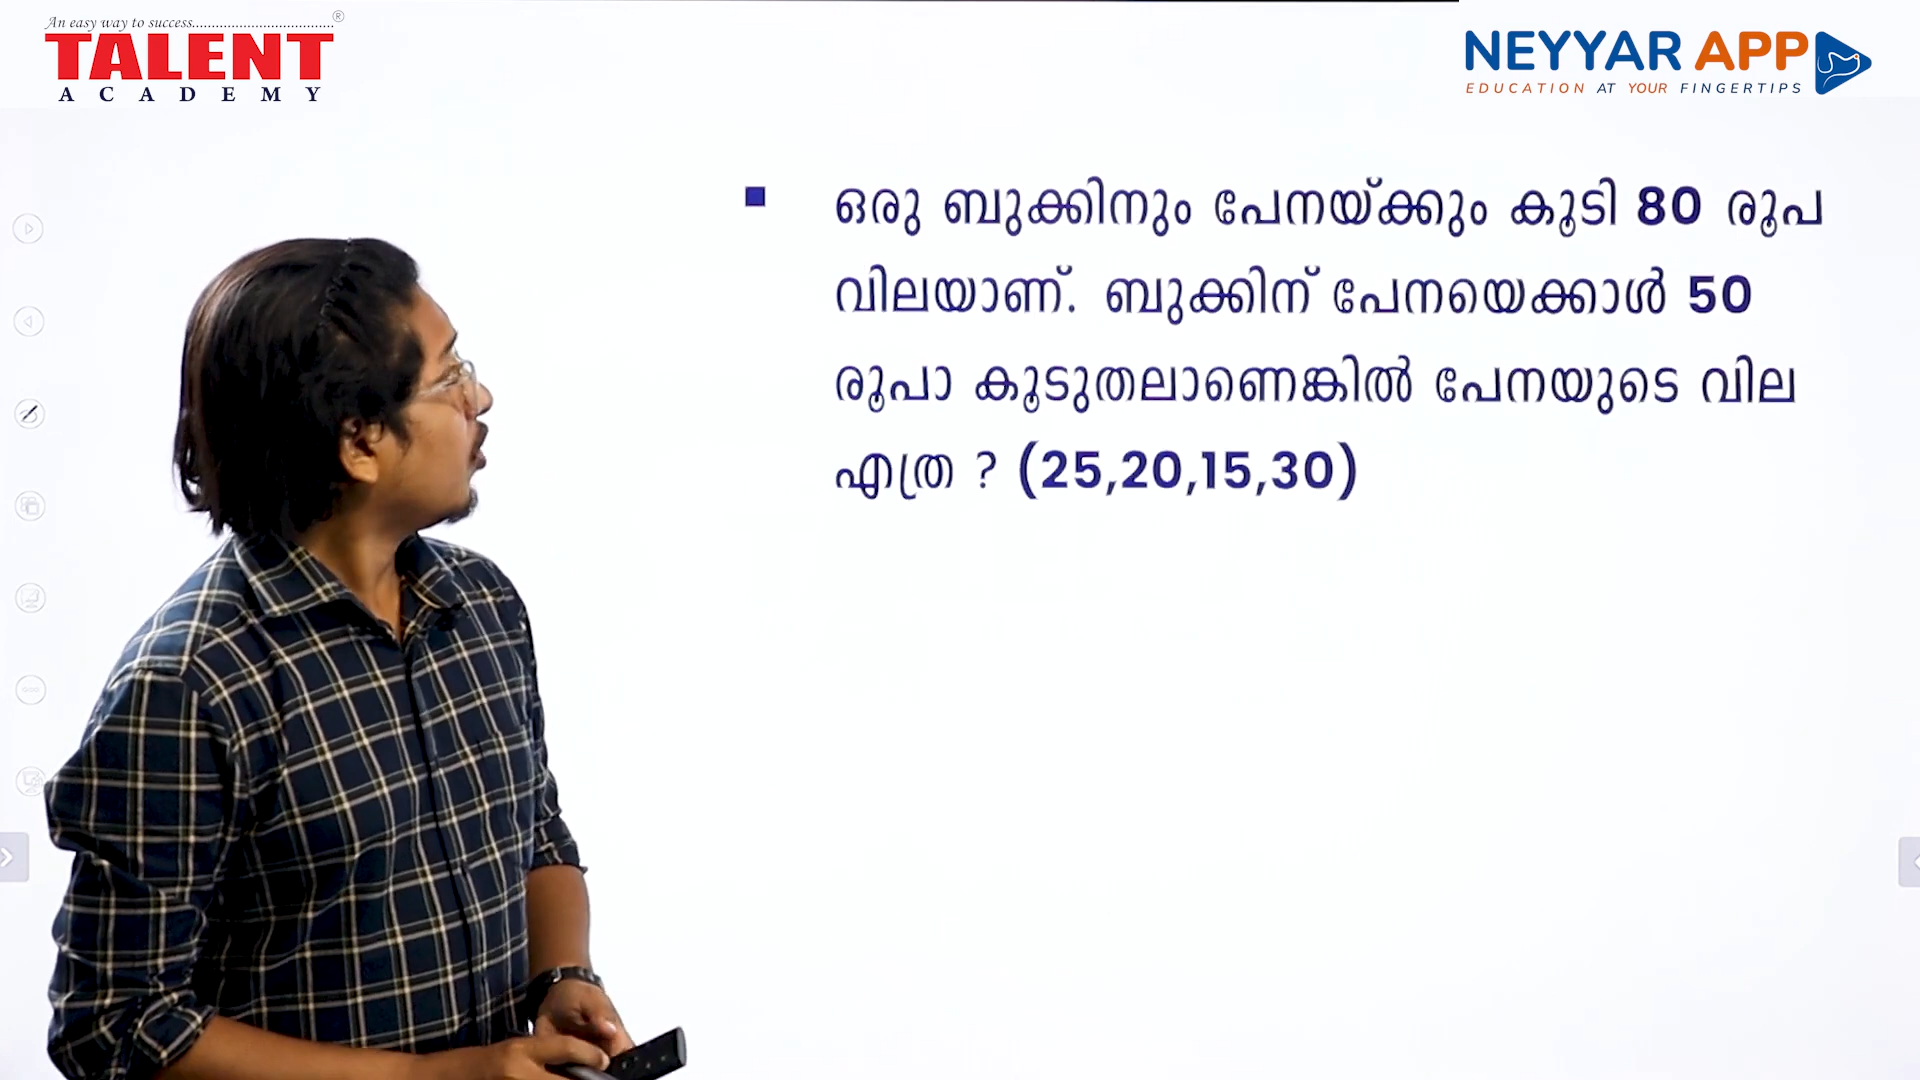 An easy way to success.......................................®
TALENT
ACADEMY
NEYYAR APP
EDUCATION AT YOUR FINGERTIPS
▪ ഒരു ബുക്കിനും പേനയ്ക്കും കൂടി 80 രൂപ
വിലയാണ്. ബുക്കിന് പേനയെക്കാൾ 50
രൂപാ കൂടുതലാണെങ്കിൽ പേനയുടെ വില
എത്ര ? (25,20,15,30)